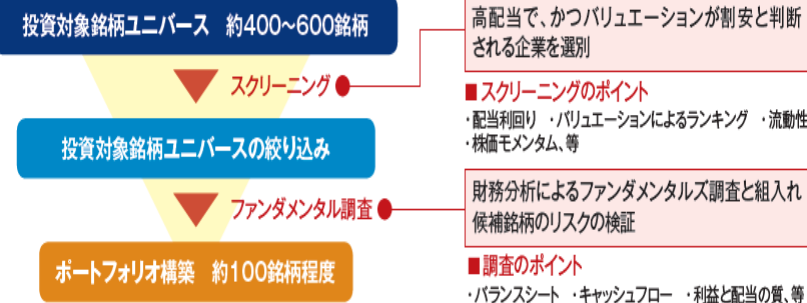 投資対象銘柄ユニバース 約400～600銘柄
スクリーニング
投資対象銘柄ユニバースの絞り込み
ファンダメンタル調査
ポートフォリオ構築 約100銘柄程度
高配当で、かつバリュエーションが割安と判断
される企業を選別
■スクリーニングのポイント
・配当利回り ・バリュエーションによるランキング ・流動性
・株価モメンタム、等
財務分析によるファンダメンタルズ調査と組入れ
候補銘柄のリスクの検証
■調査のポイント
・バランスシート ・キャッシュフロー ・利益と配当の質、等